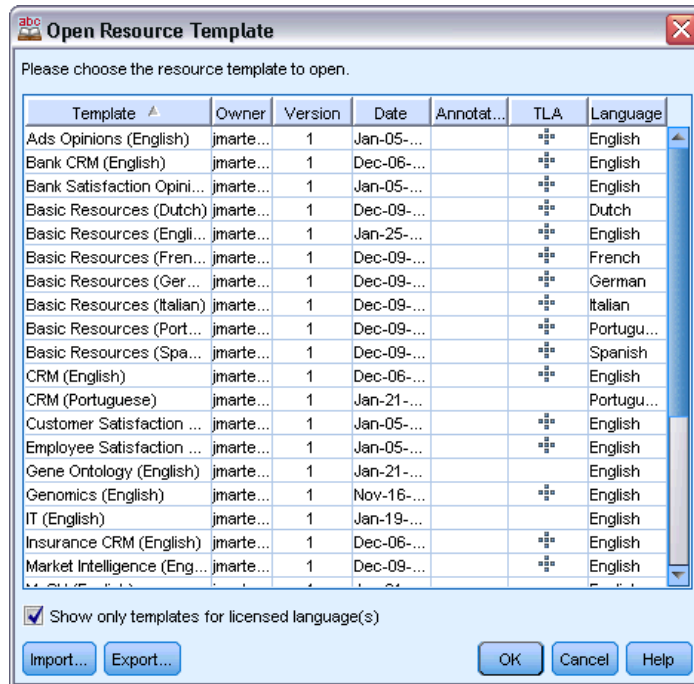 abc Open Resource Template
Please choose the resource template to open.
Template Owner Version Date Annotat... TLA Language
Ads Opinions (English) jmarte... 1 Jan-05-... English
Bank CRM (English) jmarte... 1 Dec-06-... English
Bank Satisfaction Opini... jmarte... 1 Jan-05-... English
Basic Resources (Dutch) jmarte... 1 Dec-09-... Dutch
Basic Resources (Engli... jmarte... 1 Jan-25-... English
Basic Resources (Fren... jmarte... 1 Dec-09-... French
Basic Resources (Ger... jmarte... 1 Dec-09-... German
Basic Resources (Italian) jmarte... 1 Dec-09-... Italian
Basic Resources (Port... jmarte... 1 Dec-09-... Portugu...
Basic Resources (Spa... jmarte... 1 Dec-09-... Spanish
CRM (English) jmarte... 1 Dec-06-... English
CRM (Portuguese) jmarte... 1 Jan-21-... Portugu...
Customer Satisfaction ... jmarte... 1 Jan-05-... English
Employee Satisfaction ... jmarte... 1 Jan-05-... English
Gene Ontology (English) jmarte... 1 Jan-21-... English
Genomics (English) jmarte... 1 Nov-16-... English
IT (English) jmarte... 1 Jan-19-... English
Insurance CRM (English) jmarte... 1 Dec-06-... English
Market Intelligence (Eng... jmarte... 1 Dec-09-... English
Show only templates for licensed language(s)
Import... Export... OK Cancel Help